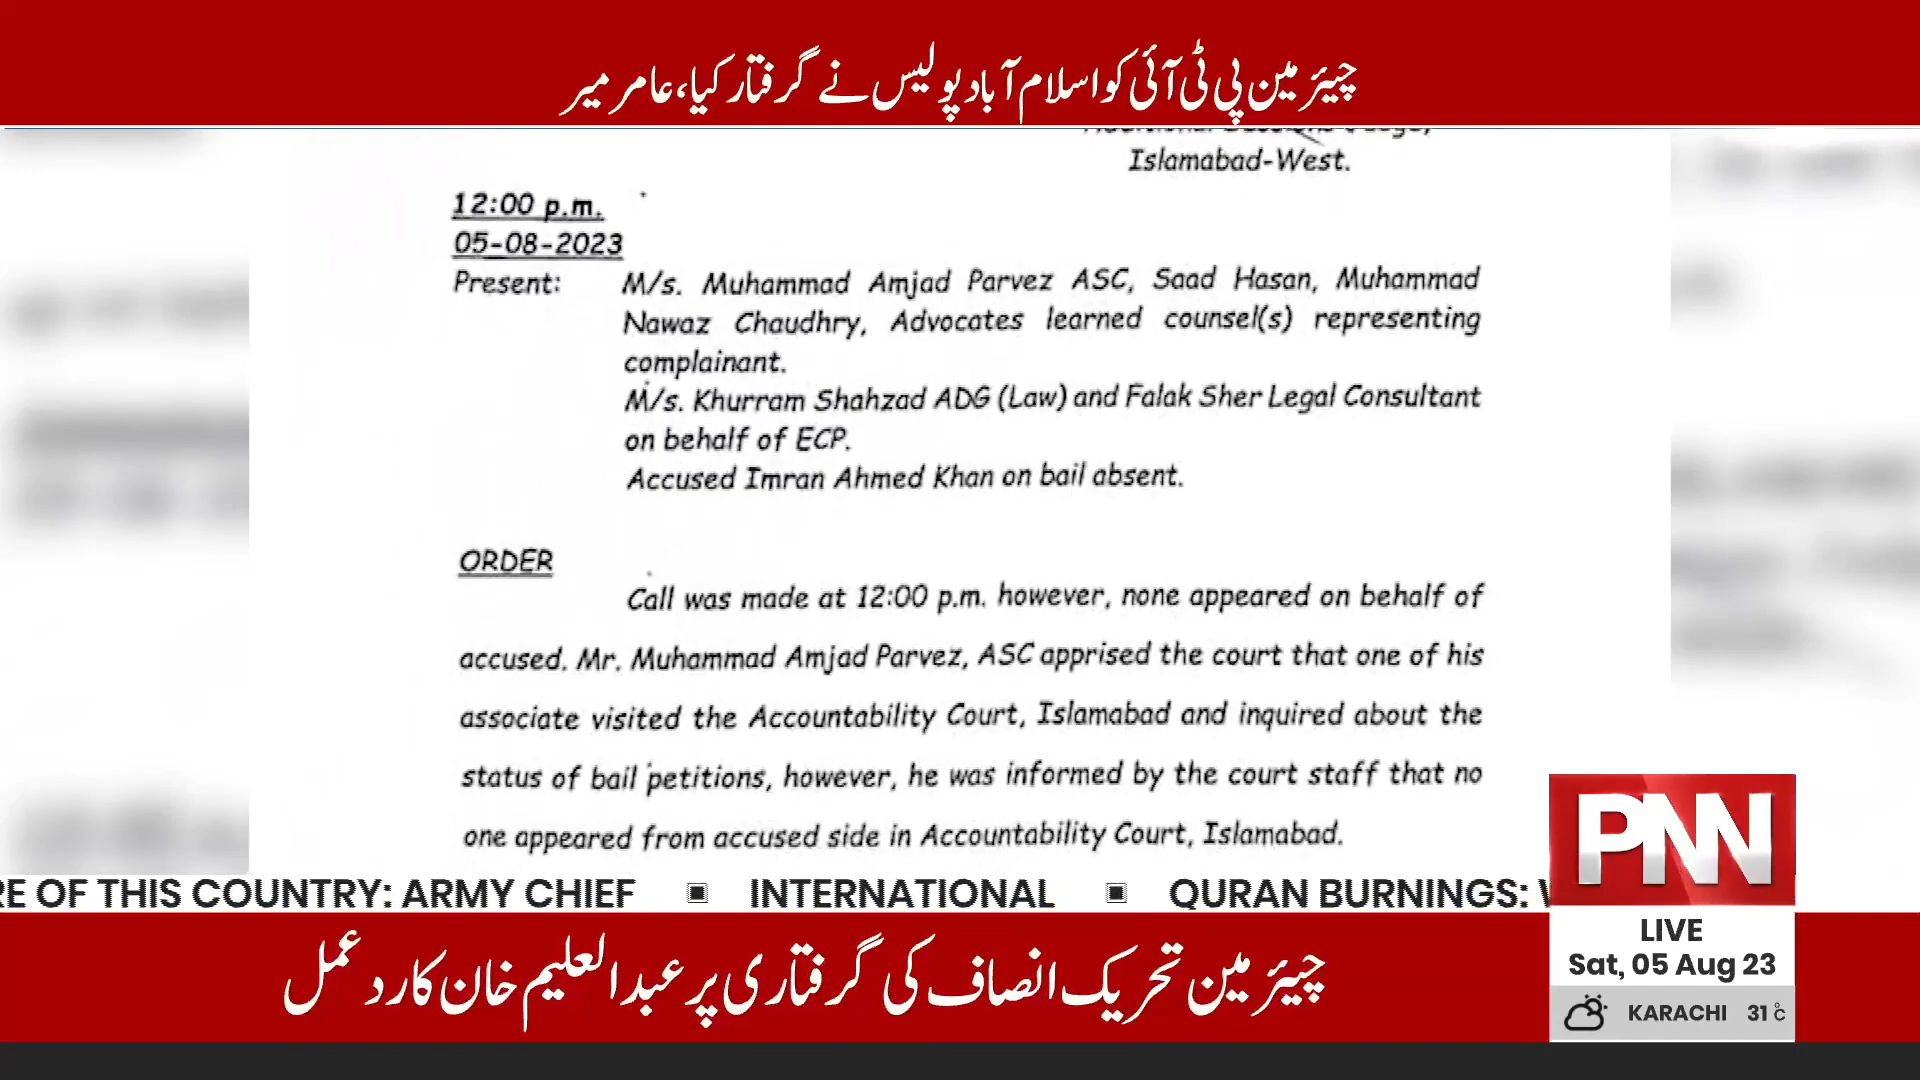 چیئرمین پی ٹی آئی کو اسلام آباد پولیس نے گرفتار کیا، عامر میر
Islamabad-West.
12:00 p.m.
05-08-2023
Present: M/s. Muhammad Amjad Parvez ASC, Saad Hasan, Muhammad
Nawaz Chaudhry, Advocates learned counsel(s) representing
complainant.
M/s. Khurram Shahzad ADG (Law) and Falak Sher Legal Consultant
on behalf of ECP.
Accused Imran Ahmed Khan on bail absent.
ORDER
Call was made at 12:00 p.m. however, none appeared on behalf of
accused. Mr. Muhammad Amjad Parvez, ASC apprised the court that one of his
associate visited the Accountability Court, Islamabad and inquired about the
status of bail petitions, however, he was informed by the court staff that no
one appeared from accused side in Accountability Court, Islamabad.
RE OF THIS COUNTRY: ARMY CHIEF ▣ INTERNATIONAL ▣ QURAN BURNINGS:
PNN
LIVE
Sat, 05 Aug 23
KARACHI 31°C
چیئرمین تحریک انصاف کی گرفتاری پر عبدالعلیم خان کا ردعمل